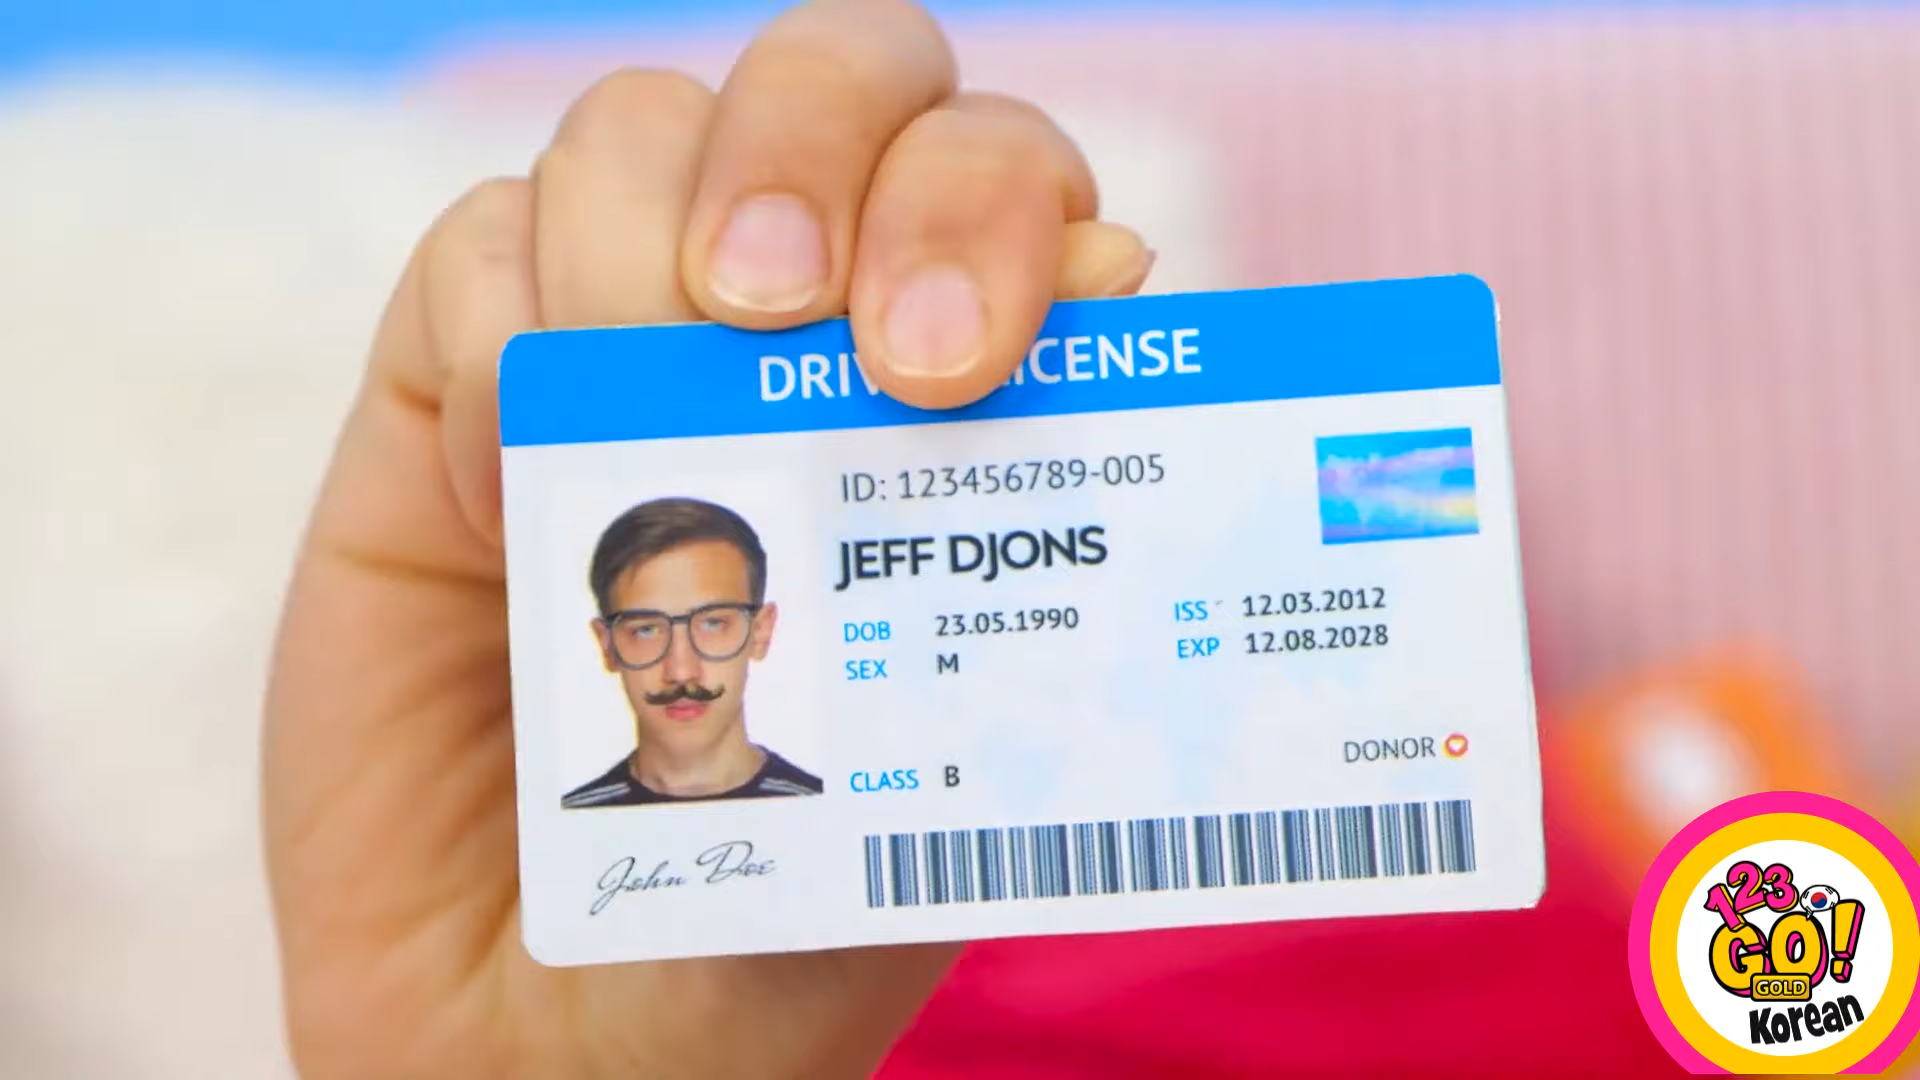 DRIV ICENSE
ID: 123456789-005
JEFF DJONS
DOB 23.05.1990
SEX M
ISS 12.03.2012
EXP 12.08.2028
CLASS B
DONOR
John Doe
123
GO!
GOLD
Korean